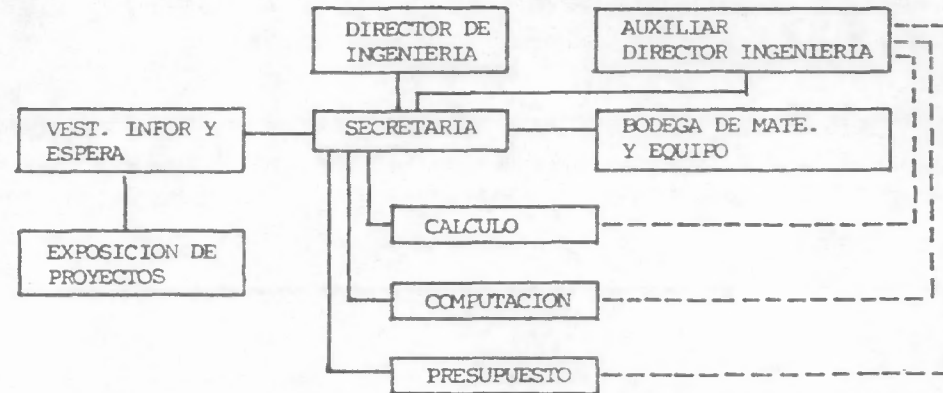 DIRECTOR DE
INGENIERIA
AUXILIAR
DIRECTOR INGENIERIA
VEST. INFOR Y
ESPERA
SECRETARIA
BODEGA DE MATE.
Y EQUIPO
CALCULO
EXPOSICION DE
PROYECTOS
COMPUTACION
PRESUPUESTO